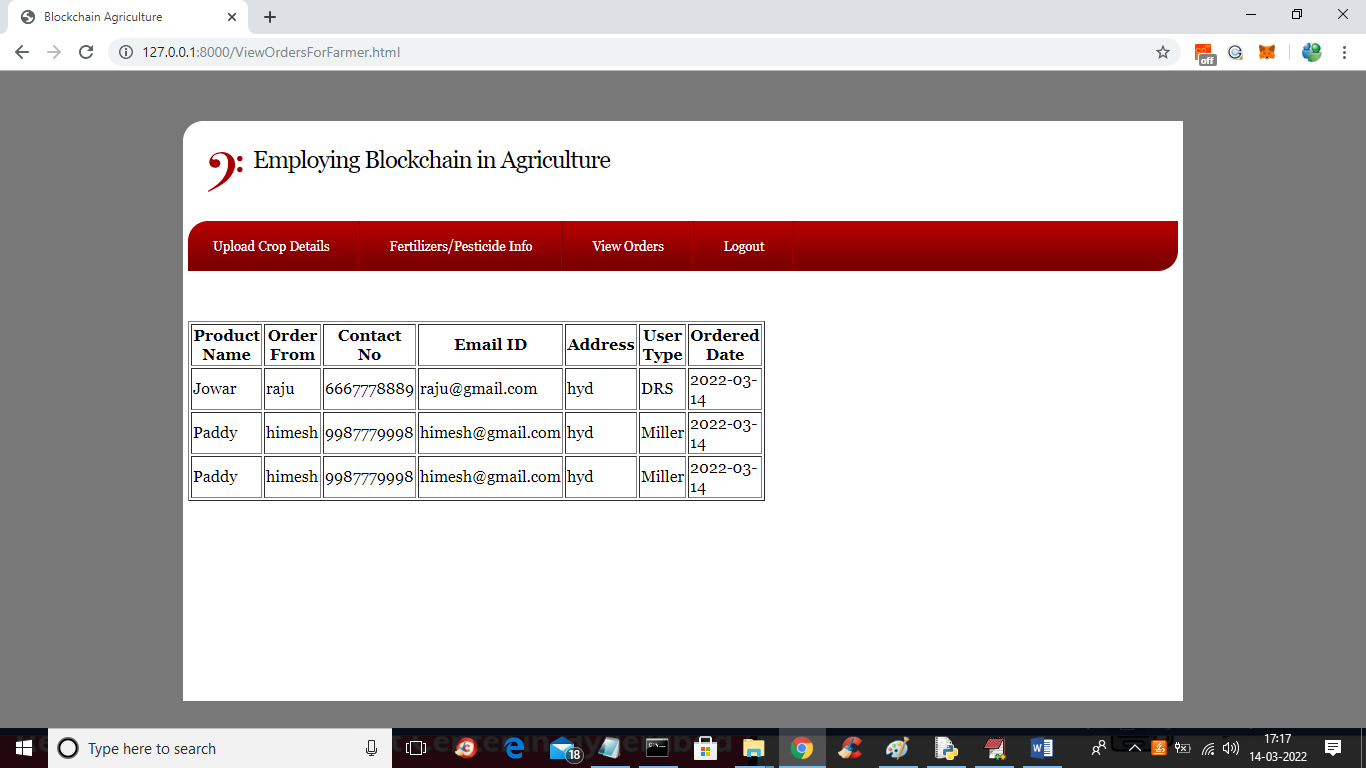 Blockchain Agriculture
127.0.0.1:8000/ViewOrdersForFarmer.html
off
Employing Blockchain in Agriculture
Upload Crop Details Fertilizers/Pesticide Info View Orders Logout
Product Name Order From Contact No Email ID Address User Type Ordered Date
Jowar raju 6667778889 raju@gmail.com hyd DRS 2022-03-14
Paddy himesh 9987779998 himesh@gmail.com hyd Miller 2022-03-14
Paddy himesh 9987779998 himesh@gmail.com hyd Miller 2022-03-14
Type here to search
18
17:17
14-03-2022